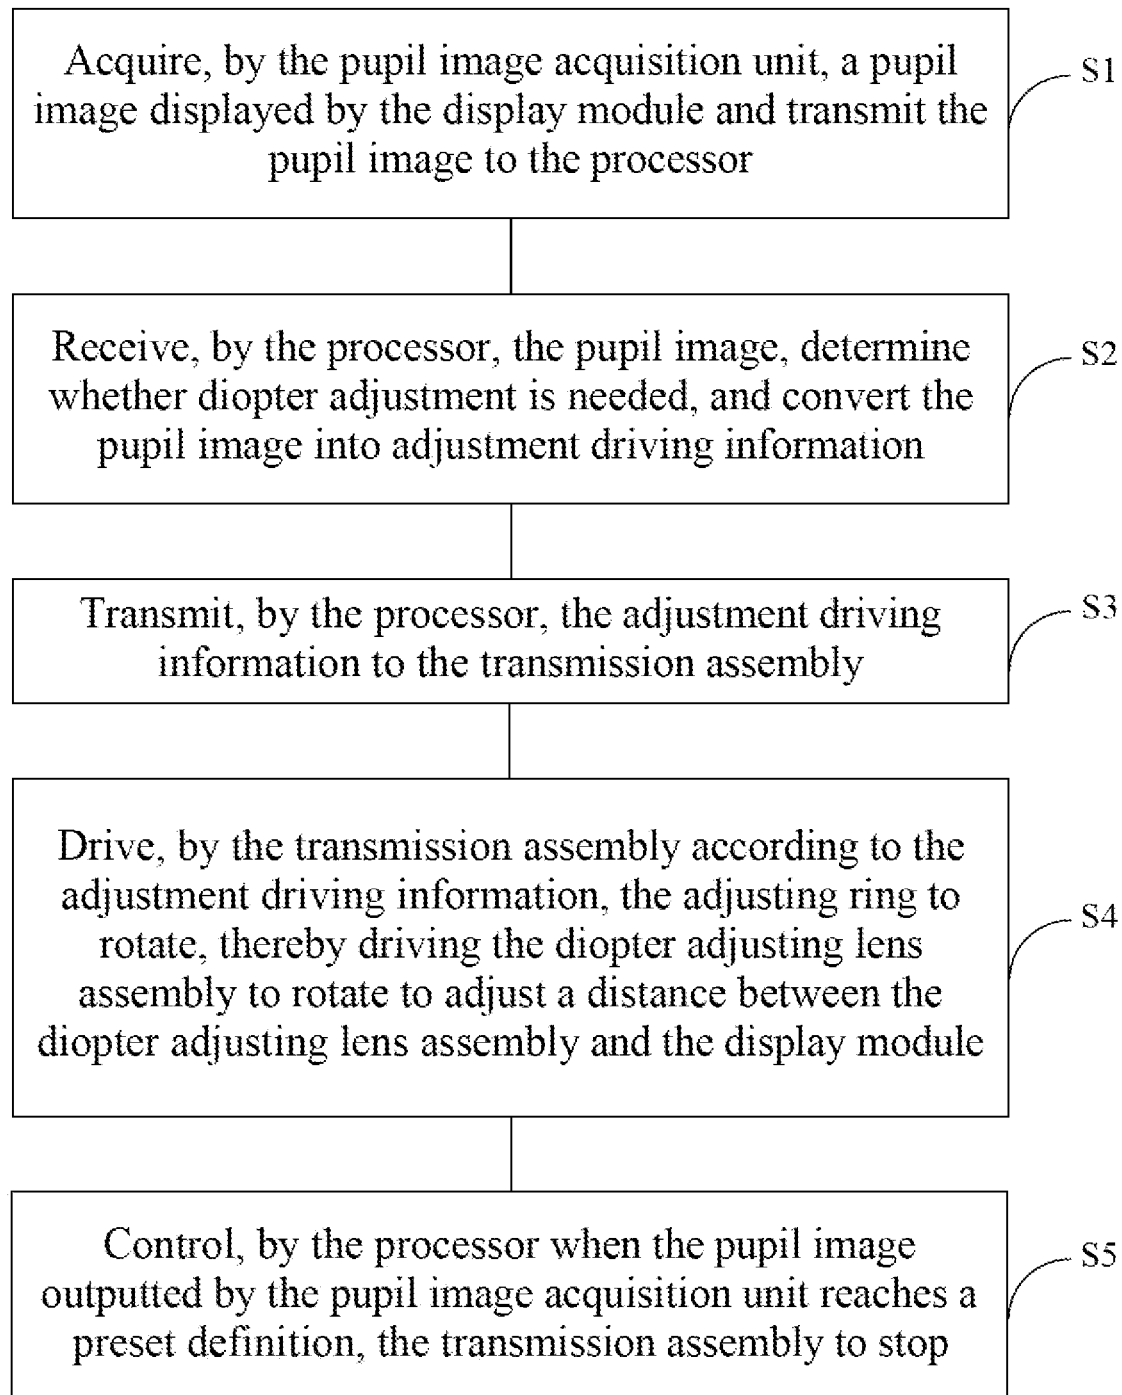 Acquire, by the pupil image acquisition unit, a pupil
image displayed by the display module and transmit the
pupil image to the processor
S1
Receive, by the processor, the pupil image, determine
whether diopter adjustment is needed, and convert the
pupil image into adjustment driving information
S2
Transmit, by the processor, the adjustment driving
information to the transmission assembly
S3
Drive, by the transmission assembly according to the
adjustment driving information, the adjusting ring to
rotate, thereby driving the diopter adjusting lens
assembly to rotate to adjust a distance between the
diopter adjusting lens assembly and the display module
S4
Control, by the processor when the pupil image
outputted by the pupil image acquisition unit reaches a
preset definition, the transmission assembly to stop
S5